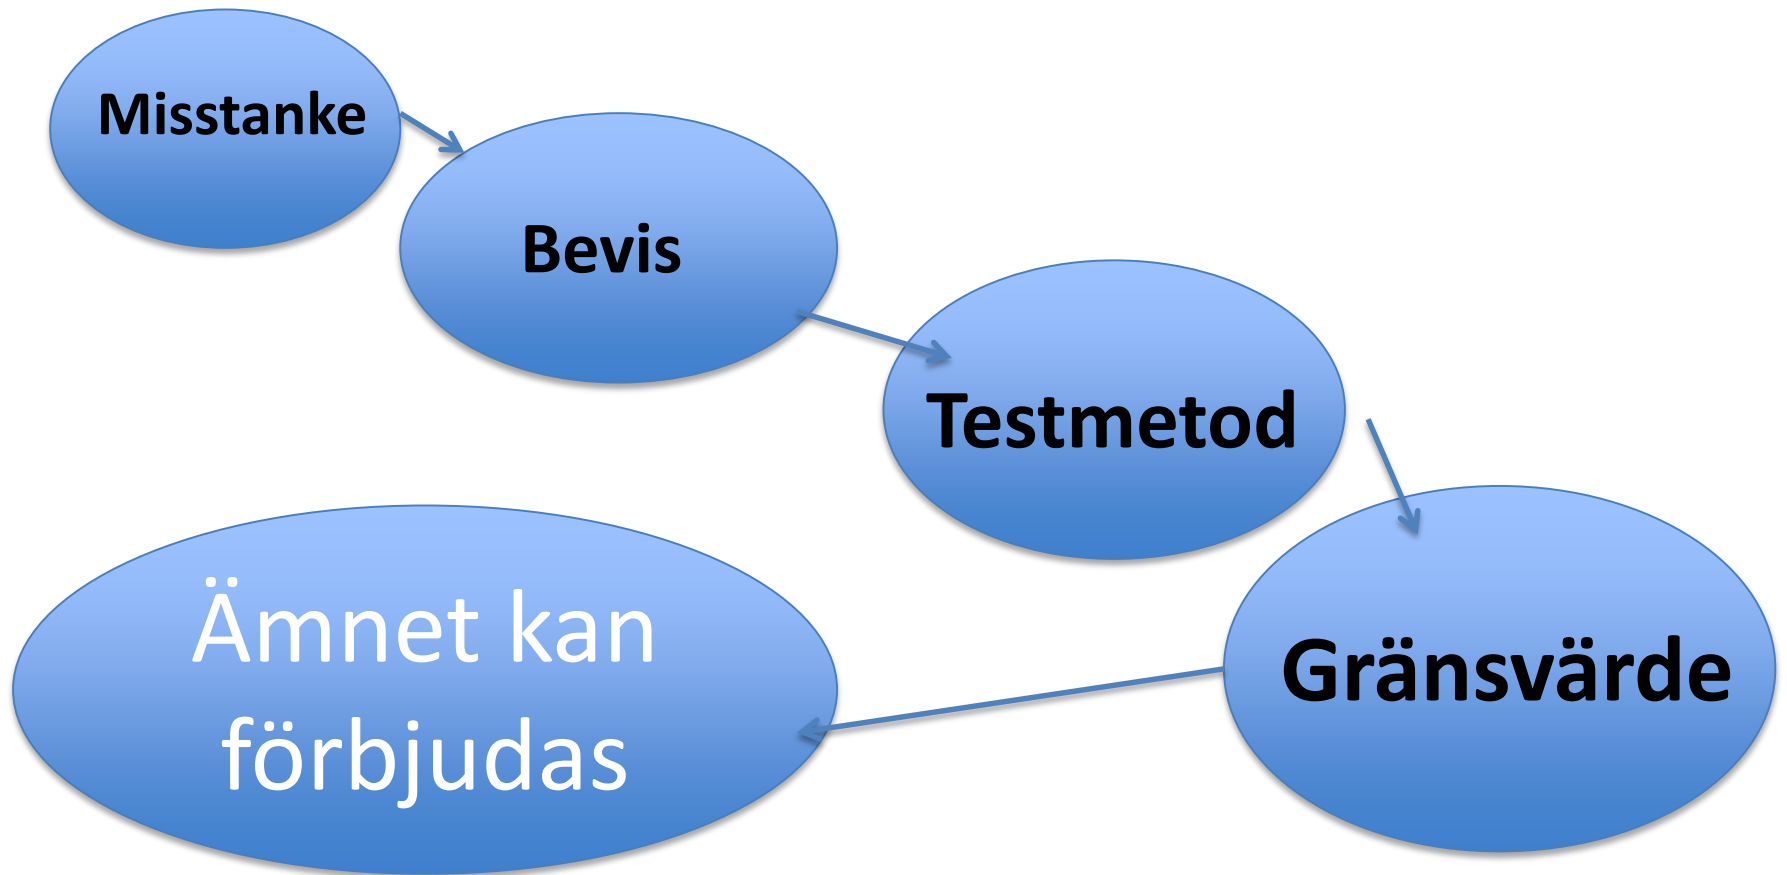 Misstanke
Bevis
Testmetod
Gränsvärde
Ämnet kan
förbjudas